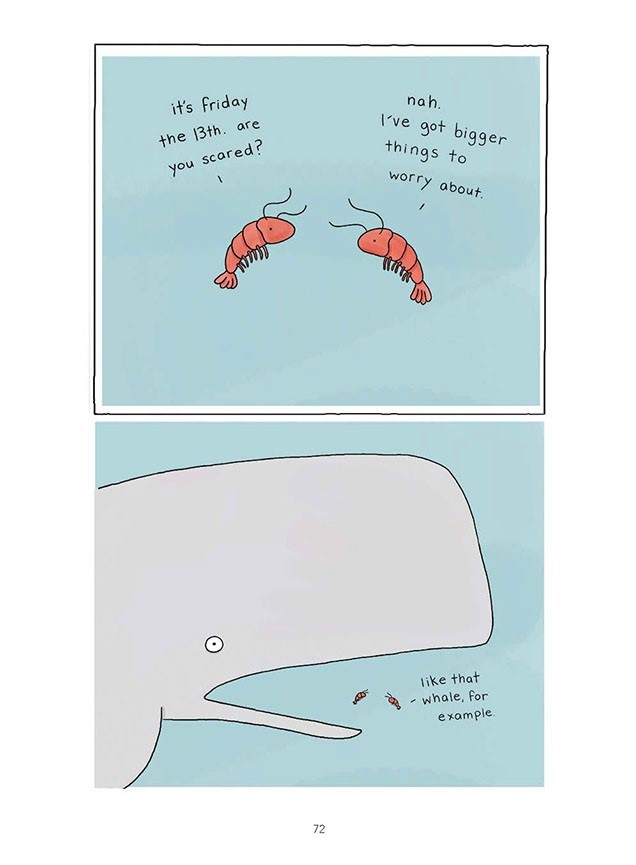 it's friday
the 13th. are
you scared?
nah.
I've got bigger
things to
worry about.
like that
whale, for
example.
72